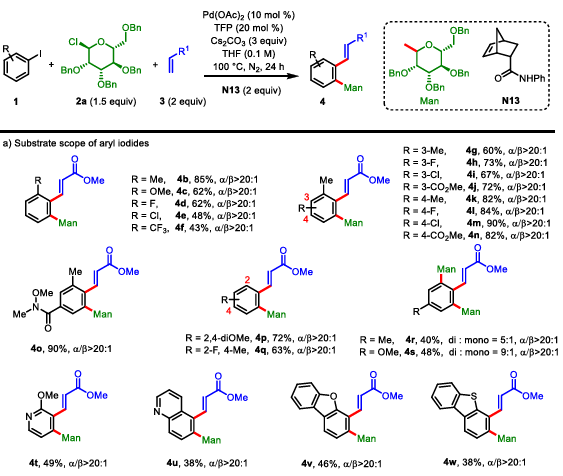 Pd(OAc)2 (10 mol %)
TFP (20 mol %)
Cs2CO3 (3 equiv)
THF (0.1 M)
100 °C, N2, 24 h
N13 (2 equiv)
R
I
1
+
Cl
O
OBn
OBn
OBn
OBn
2a (1.5 equiv)
+
R1
3 (2 equiv)
R
R1
Man
4
OBn
O
OBn
OBn
OBn
Man
O
NHPh
N13
a) Substrate scope of aryl iodides
R
O
OMe
Man
R = Me, 4b, 85%, α/β>20:1
R = OMe, 4c, 62%, α/β>20:1
R = F, 4d, 62%, α/β>20:1
R = Cl, 4e, 48%, α/β>20:1
R = CF3, 4f, 43%, α/β>20:1
Me
O
OMe
3
R
4
Man
R = 3-Me, 4g, 60%, α/β>20:1
R = 3-F, 4h, 73%, α/β>20:1
R = 3-Cl, 4i, 67%, α/β>20:1
R = 3-CO2Me, 4j, 72%, α/β>20:1
R = 4-Me, 4k, 82%, α/β>20:1
R = 4-F, 4l, 84%, α/β>20:1
R = 4-Cl, 4m, 90%, α/β>20:1
R = 4-CO2Me, 4n, 82%, α/β>20:1
Me
O
OMe
OMe
N
Me
O
Man
4o, 90%, α/β>20:1
2
R
4
O
OMe
Man
R = 2,4-diOMe, 4p, 72%, α/β>20:1
R = 2-F, 4-Me, 4q, 63%, α/β>20:1
Man
O
OMe
R
Man
R = Me, 4r, 40%, di : mono = 5:1, α/β>20:1
R = OMe, 4s, 48%, di : mono = 9:1, α/β>20:1
OMe
O
OMe
N
Man
4t, 49%, α/β>20:1
N
O
OMe
Man
4u, 38%, α/β>20:1
O
O
OMe
Man
4v, 46%, α/β>20:1
S
O
OMe
Man
4w, 38%, α/β>20:1